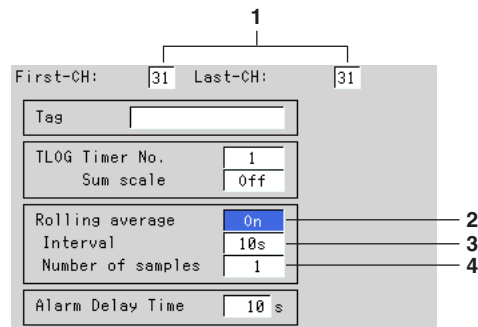 1
First-CH: 31 Last-CH: 31
Tag
TLOG Timer No. 1
Sum scale Off
Rolling average On 2
Interval 10s 3
Number of samples 1 4
Alarm Delay Time 10 s